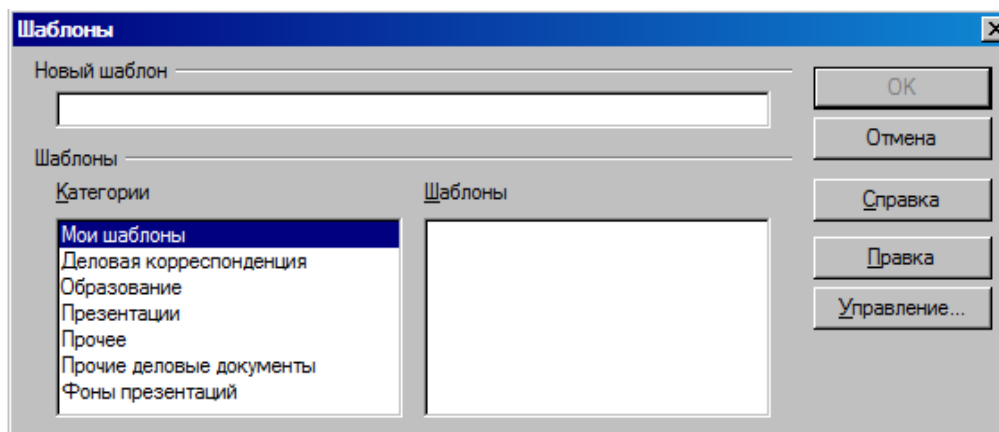 Шаблоны
Новый шаблон
OK
Отмена
Шаблоны
Категории
Шаблоны
Справка
Мои шаблоны
Деловая корреспонденция
Образование
Презентации
Прочее
Прочие деловые документы
Фоны презентаций
Правка
Управление...